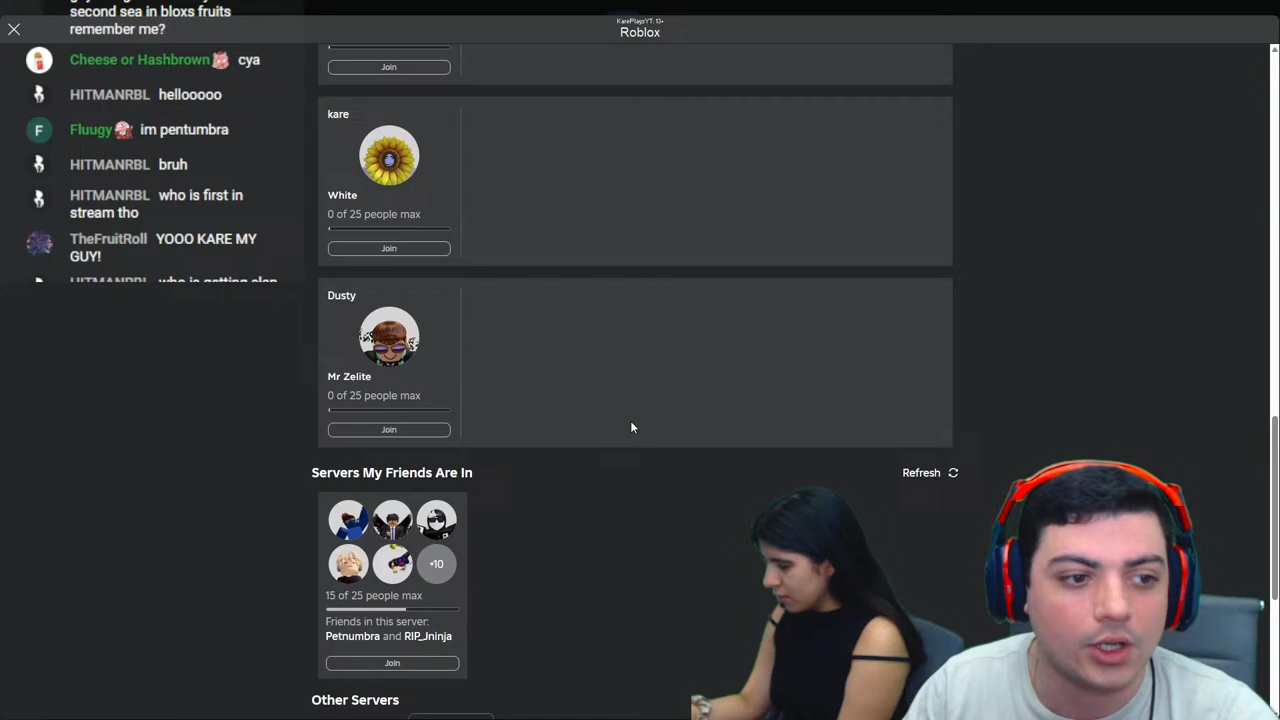 second sea in bloxs fruits
remember me?
Cheese or Hashbrown cya
HITMANRBL hellooooo
F Fluugy im pentumbra
HITMANRBL bruh
HITMANRBL who is first in
stream tho
TheFruitRoll YOOO KARE MY
GUY!
KarePlaysYT: 13+
Roblox
Join
kare
White
0 of 25 people max
Join
Dusty
Mr Zelite
0 of 25 people max
Join
Servers My Friends Are In
Refresh
+10
15 of 25 people max
Friends in this server:
Petnumbra and RIP_Jninja
Join
Other Servers